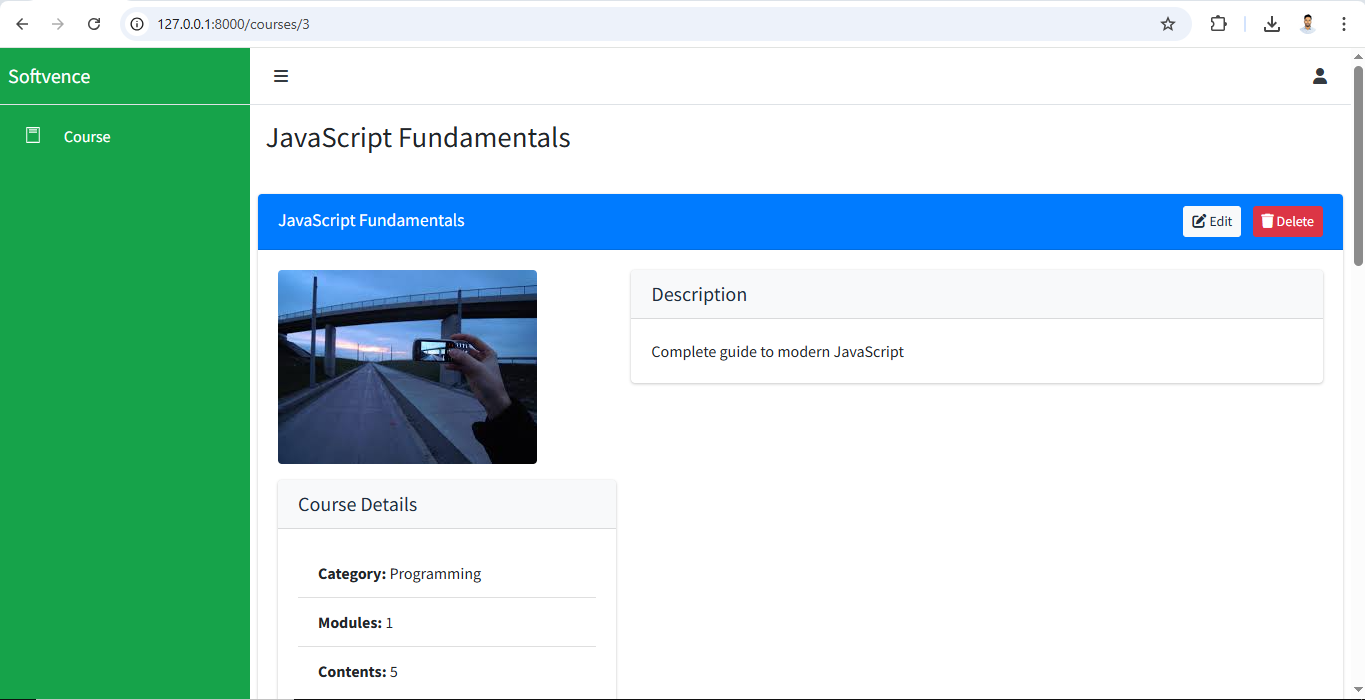 127.0.0.1:8000/courses/3
Softvence
Course
JavaScript Fundamentals
JavaScript Fundamentals
Edit
Delete
Description
Complete guide to modern JavaScript
Course Details
Category: Programming
Modules: 1
Contents: 5